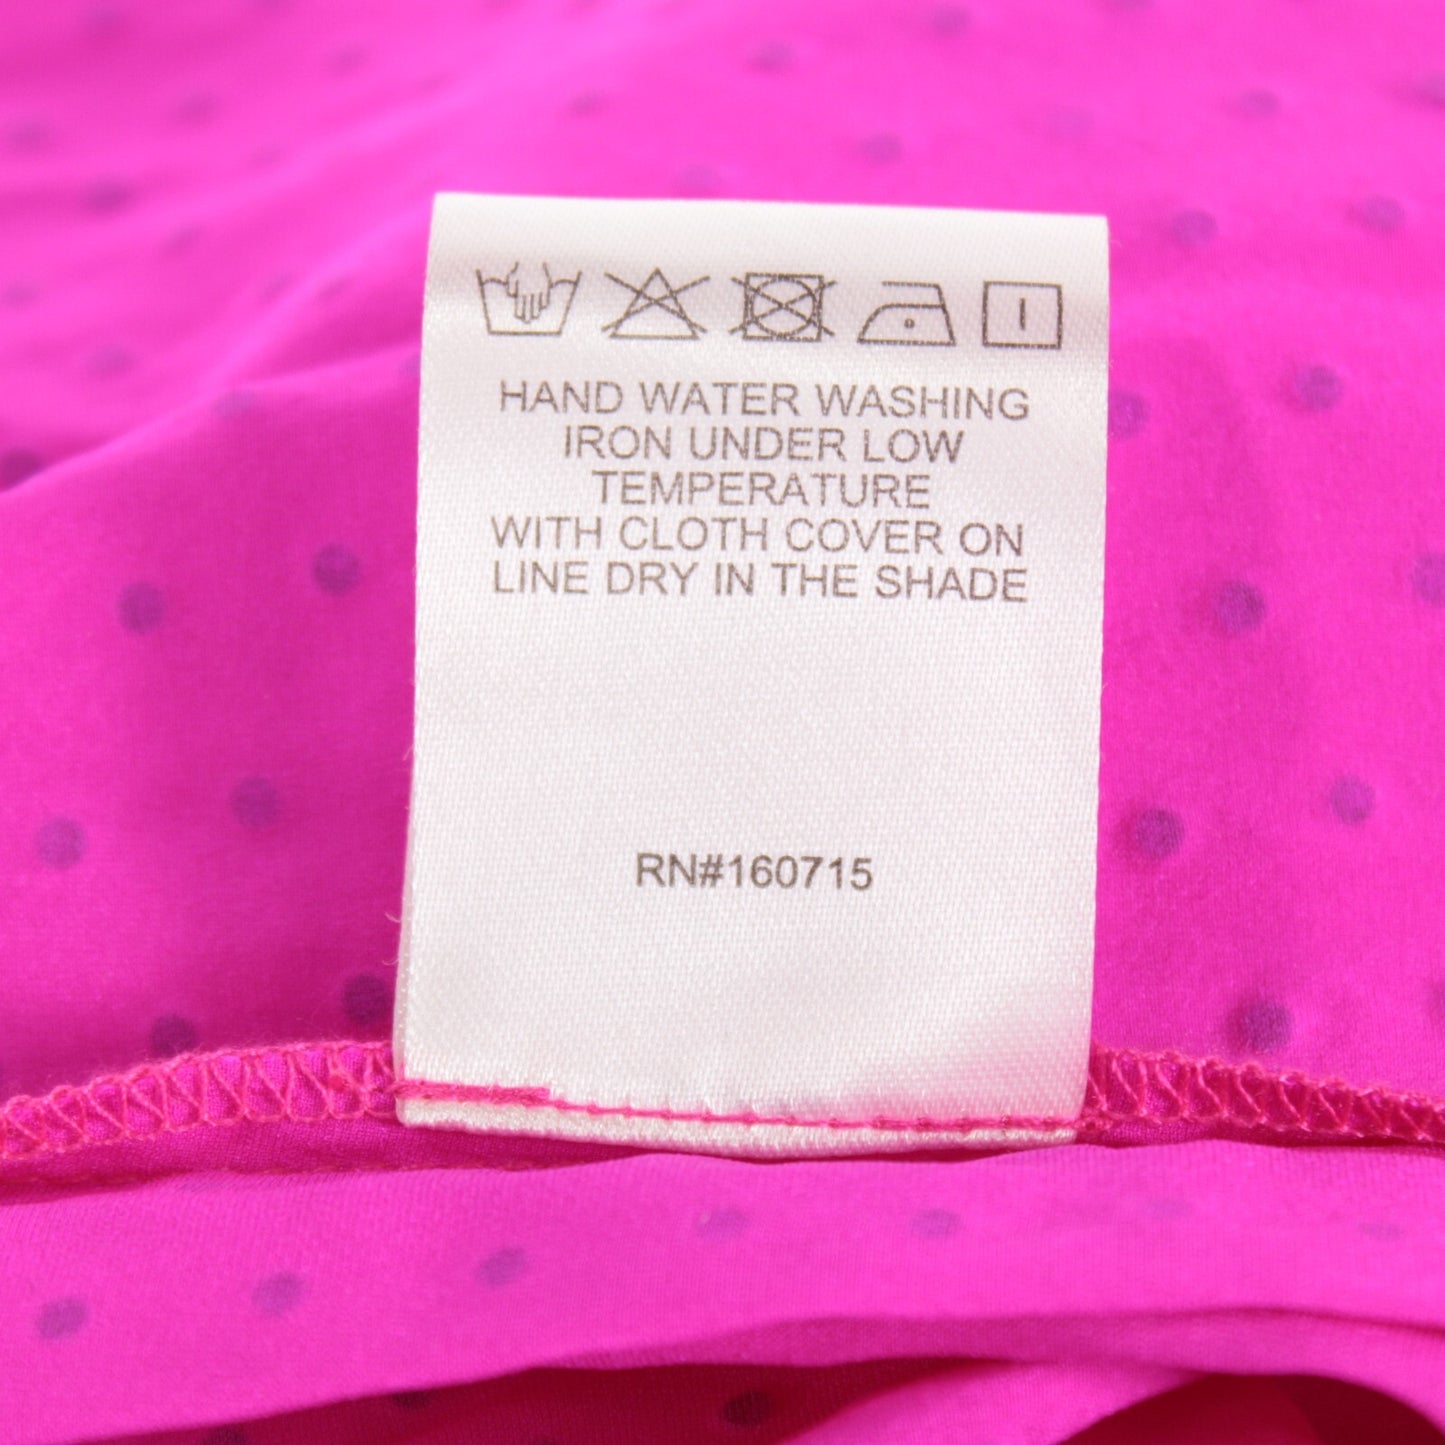 HAND WATER WASHING
IRON UNDER LOW
TEMPERATURE
WITH CLOTH COVER ON
LINE DRY IN THE SHADE
RN#160715